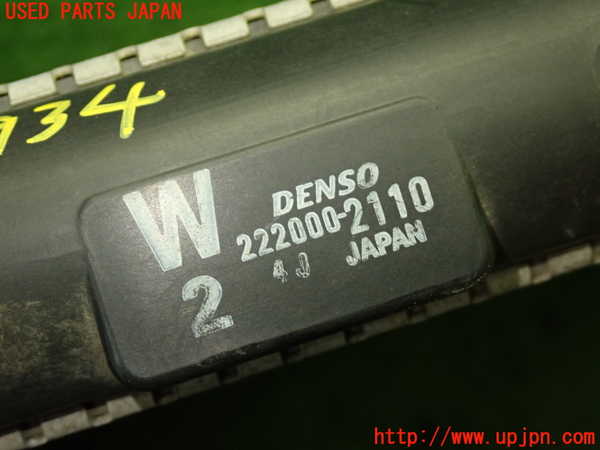 USED PARTS JAPAN
934
W
2
DENSO
222000-2110
4J JAPAN
http://www.upjpn.com/